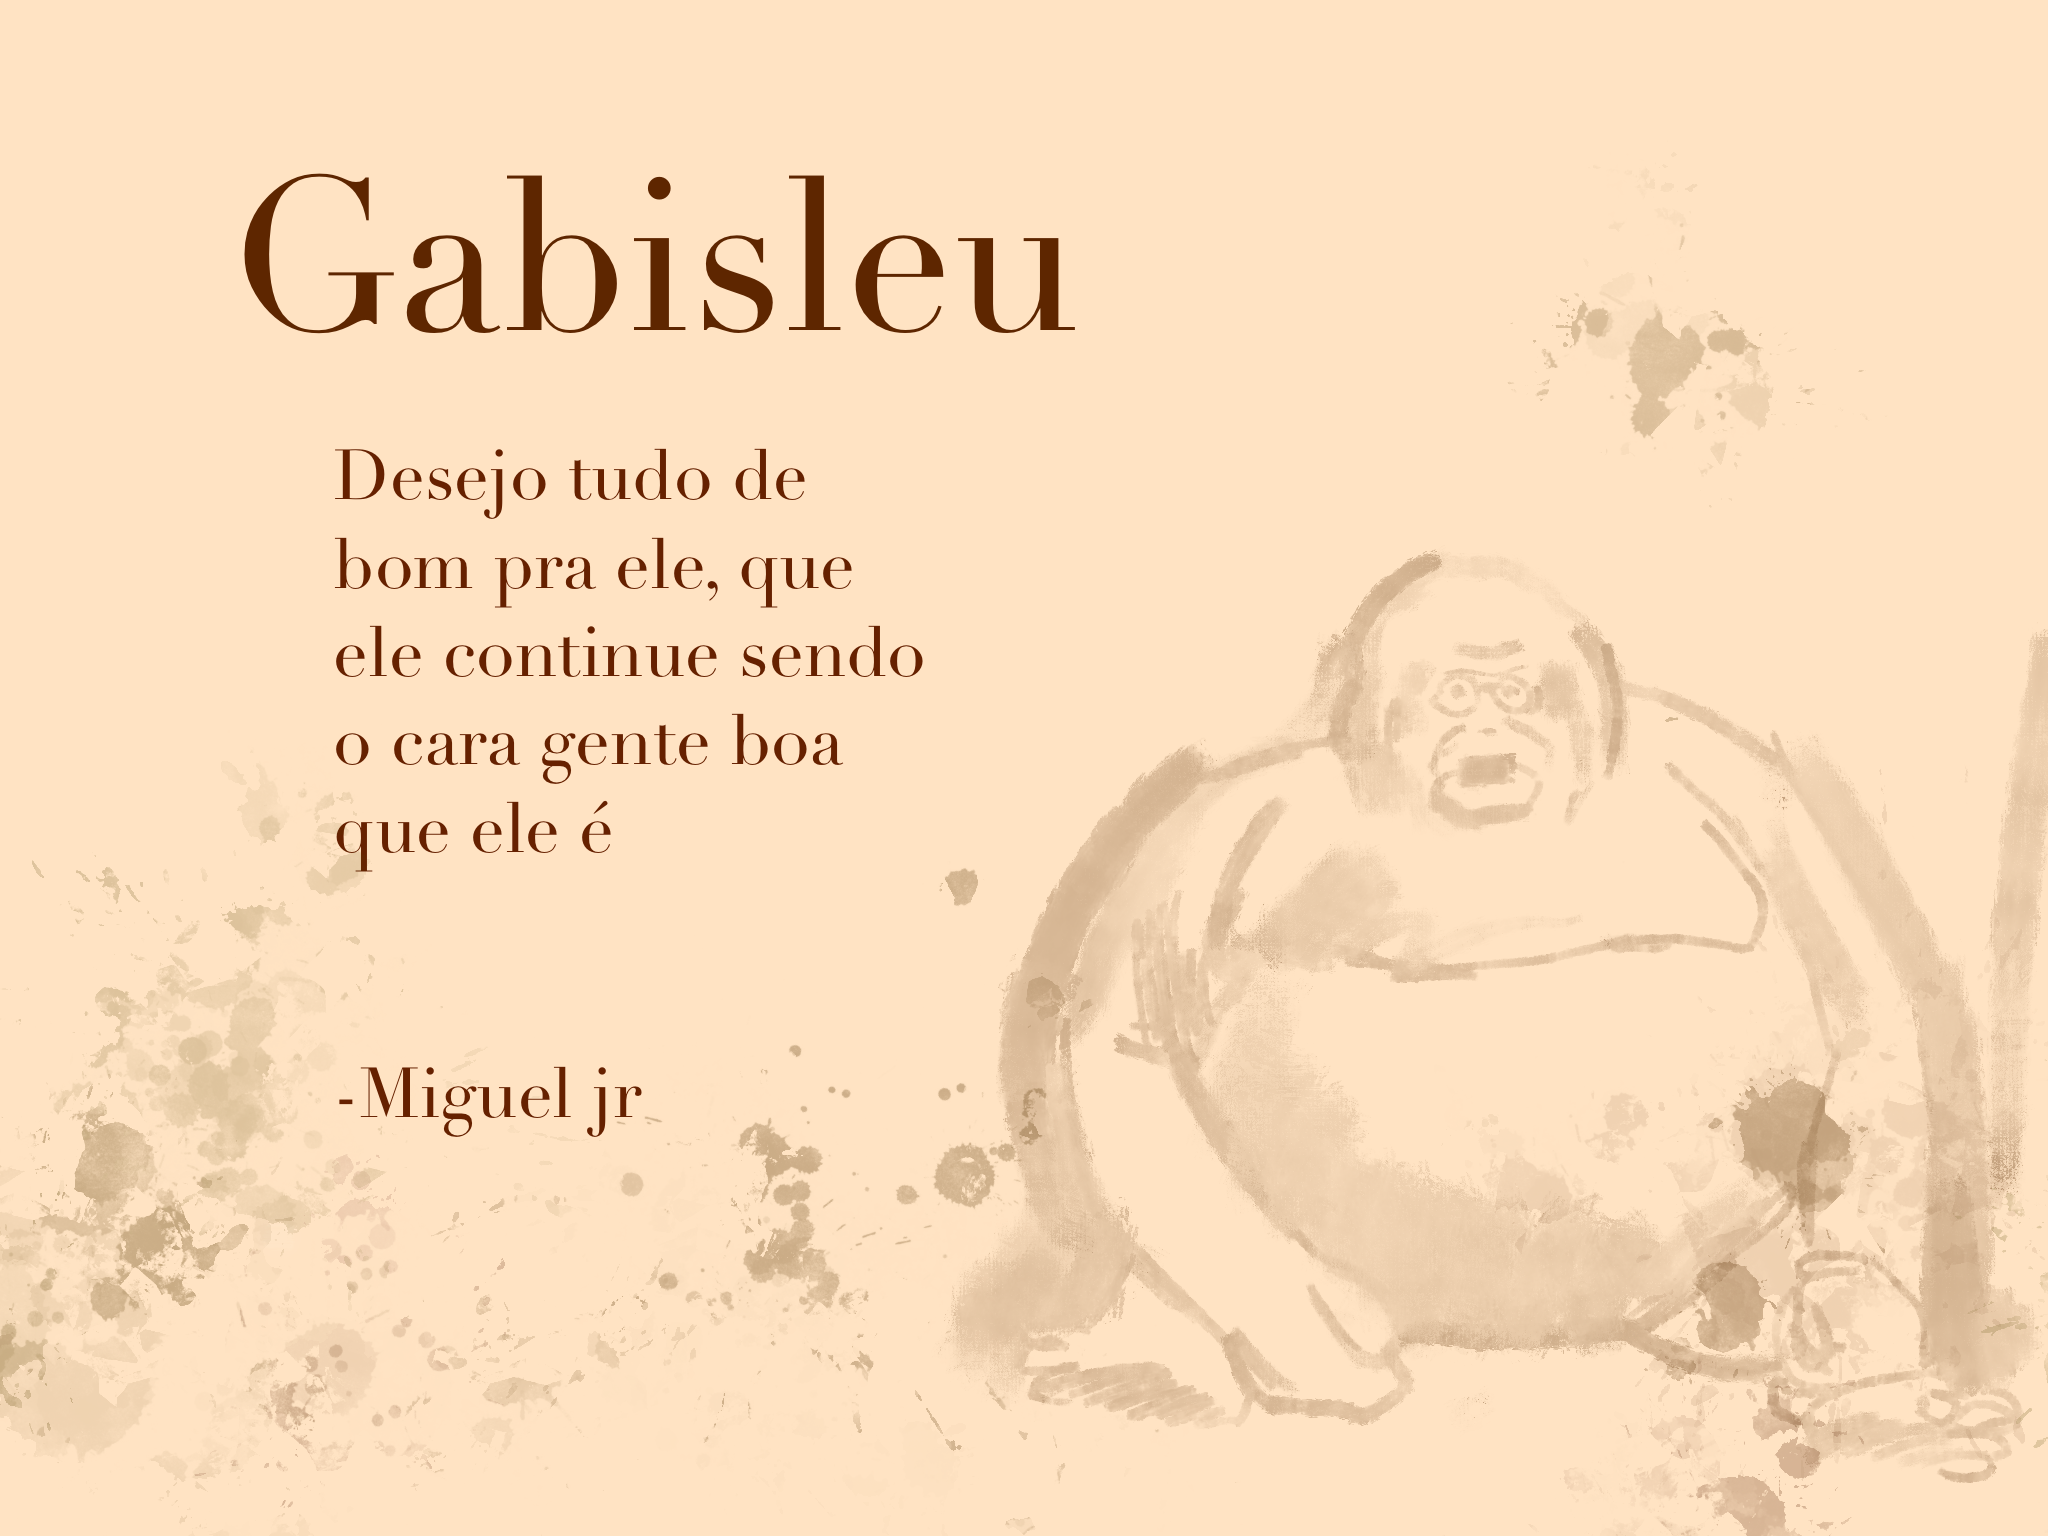 Gabisleu
Desejo tudo de
bom pra ele, que
ele continue sendo
o cara gente boa
que ele é
-Miguel jr